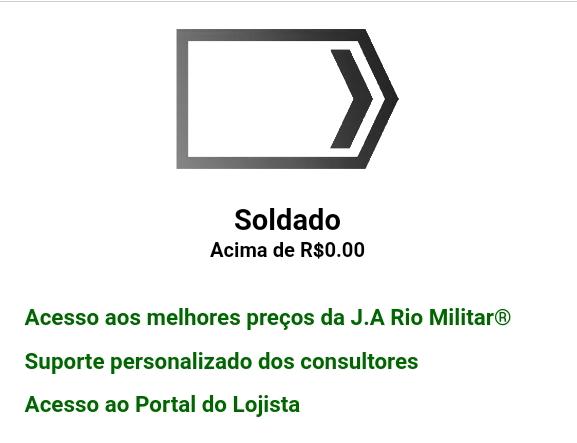 Soldado
Acima de R$0.00
Acesso aos melhores preços da J.A Rio Militar®
Suporte personalizado dos consultores
Acesso ao Portal do Lojista